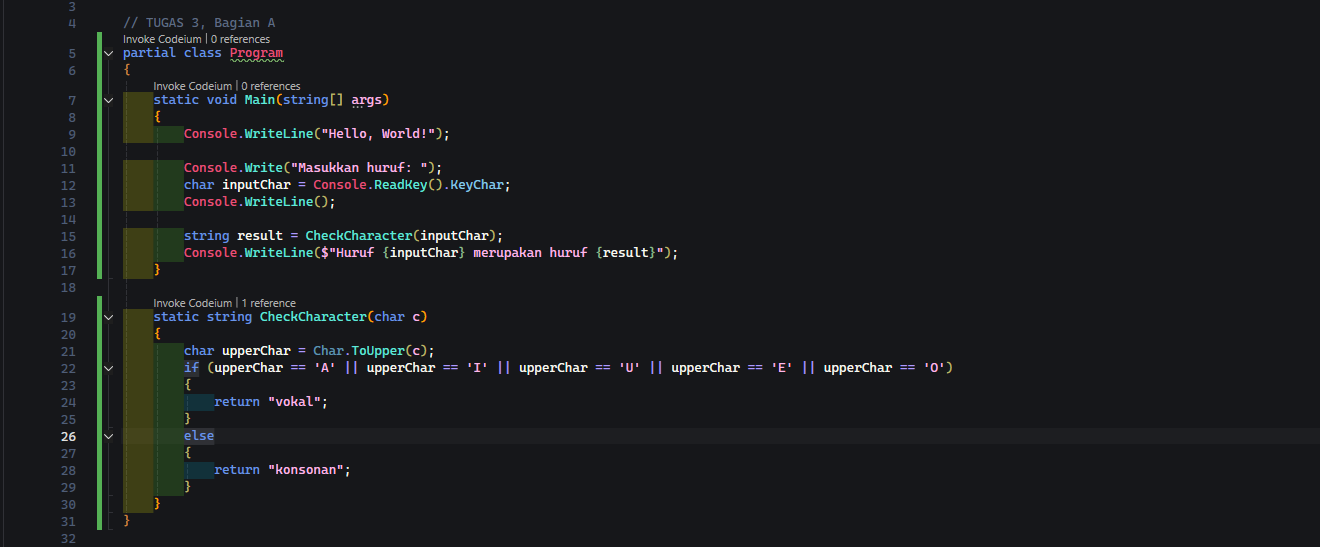 3
4 // TUGAS 3, Bagian A
Invoke Codeium | 0 references
5 partial class Program
6 {
Invoke Codeium | 0 references
7 static void Main(string[] args)
8 {
9 Console.WriteLine("Hello, World!");
10
11 Console.Write("Masukkan huruf: ");
12 char inputChar = Console.ReadKey().KeyChar;
13 Console.WriteLine();
14
15 string result = CheckCharacter(inputChar);
16 Console.WriteLine($"Huruf {inputChar} merupakan huruf {result}");
17 }
18
Invoke Codeium | 1 reference
19 static string CheckCharacter(char c)
20 {
21 char upperChar = Char.ToUpper(c);
22 if (upperChar == 'A' || upperChar == 'I' || upperChar == 'U' || upperChar == 'E' || upperChar == 'O')
23 {
24 return "vokal";
25 }
26 else
27 {
28 return "konsonan";
29 }
30 }
31 }
32